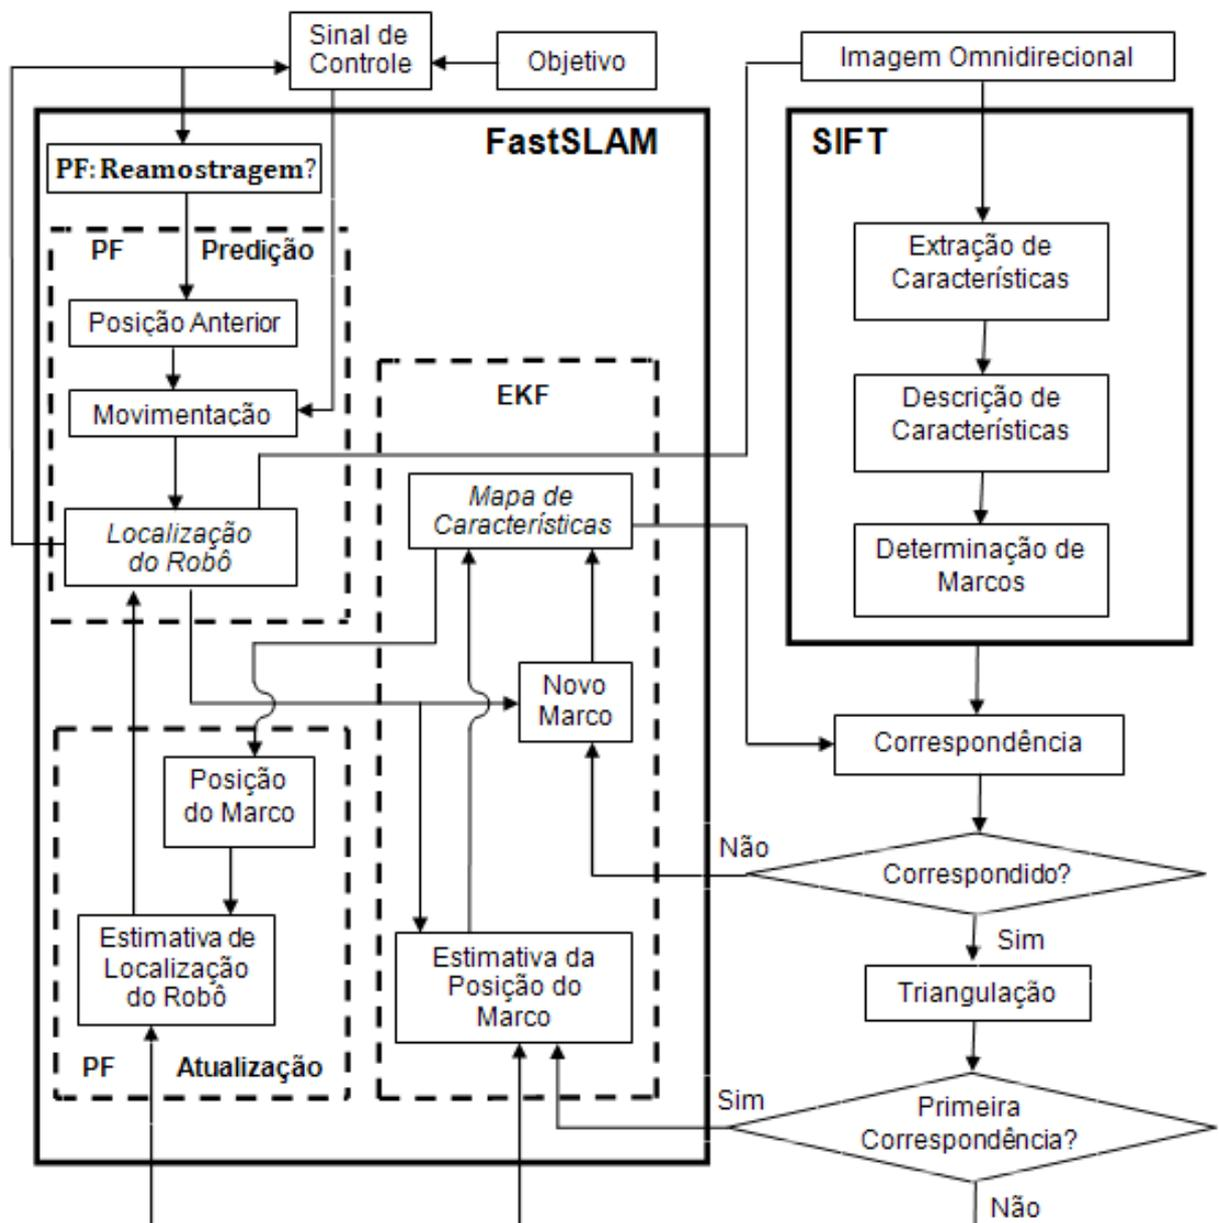 Sinal de
Controle
Objetivo
Imagem Omnidirecional
FastSLAM
SIFT
PF: Reamostragem?
PF Predição
Posição Anterior
Movimentação
Localização
do Robô
EKF
Mapa de
Características
Extração de
Características
Descrição de
Características
Determinação de
Marcos
Novo
Marco
Correspondência
Posição
do Marco
Não
Correspondido?
Sim
Estimativa de
Localização
do Robô
Estimativa da
Posição do
Marco
Triangulação
PF Atualização
Sim
Primeira
Correspondência?
Não